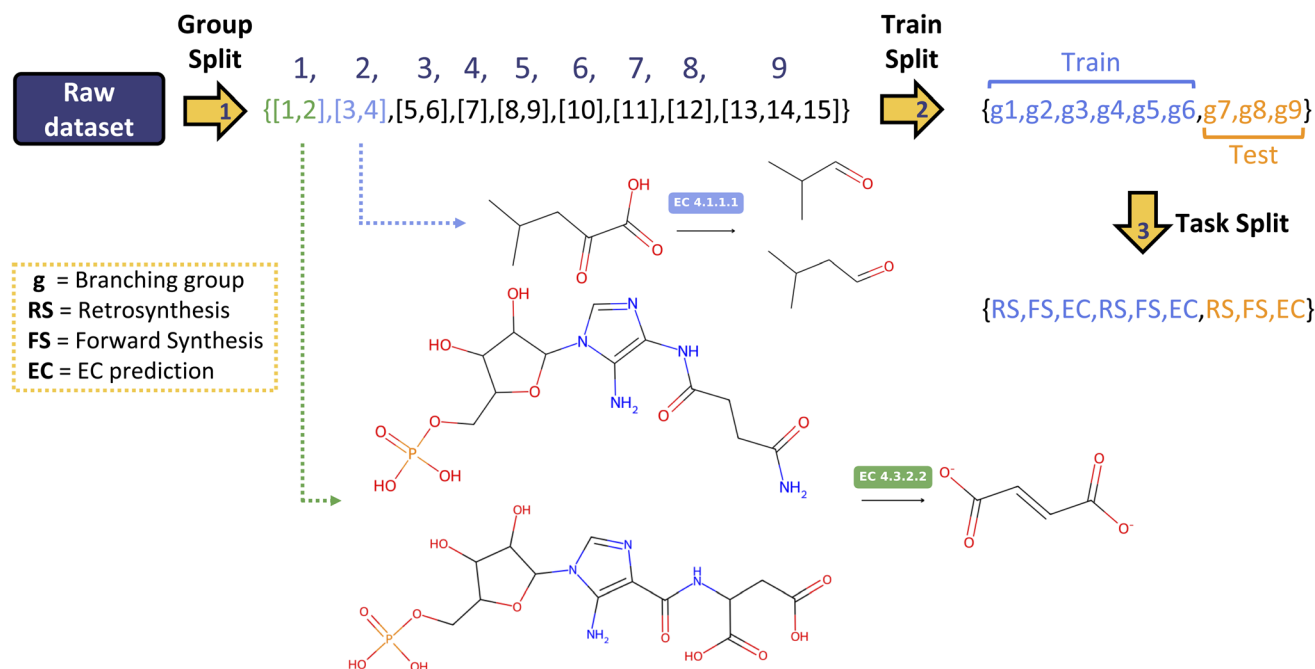 Group
Split
Raw
dataset
1
1, 2, 3, 4, 5, 6, 7, 8, 9
{[1,2],[3,4],[5,6],[7],[8,9],[10],[11],[12],[13,14,15]}
Train
Split
2
Train
{g1,g2,g3,g4,g5,g6,g7,g8,g9}
Test
3
Task Split
{RS,FS,EC,RS,FS,EC,RS,FS,EC}
g = Branching group
RS = Retrosynthesis
FS = Forward Synthesis
EC = EC prediction
OH
O
O
EC 4.1.1.1
O
O
OH
HO
N
N
NH
O
NH₂
O
O
O
P
HO
OH
O
NH₂
EC 4.3.2.2
O⁻
O
O
O⁻
OH
HO
N
N
H
N
O
NH₂
O
O
O
P
HO
OH
O
OH
HO
O